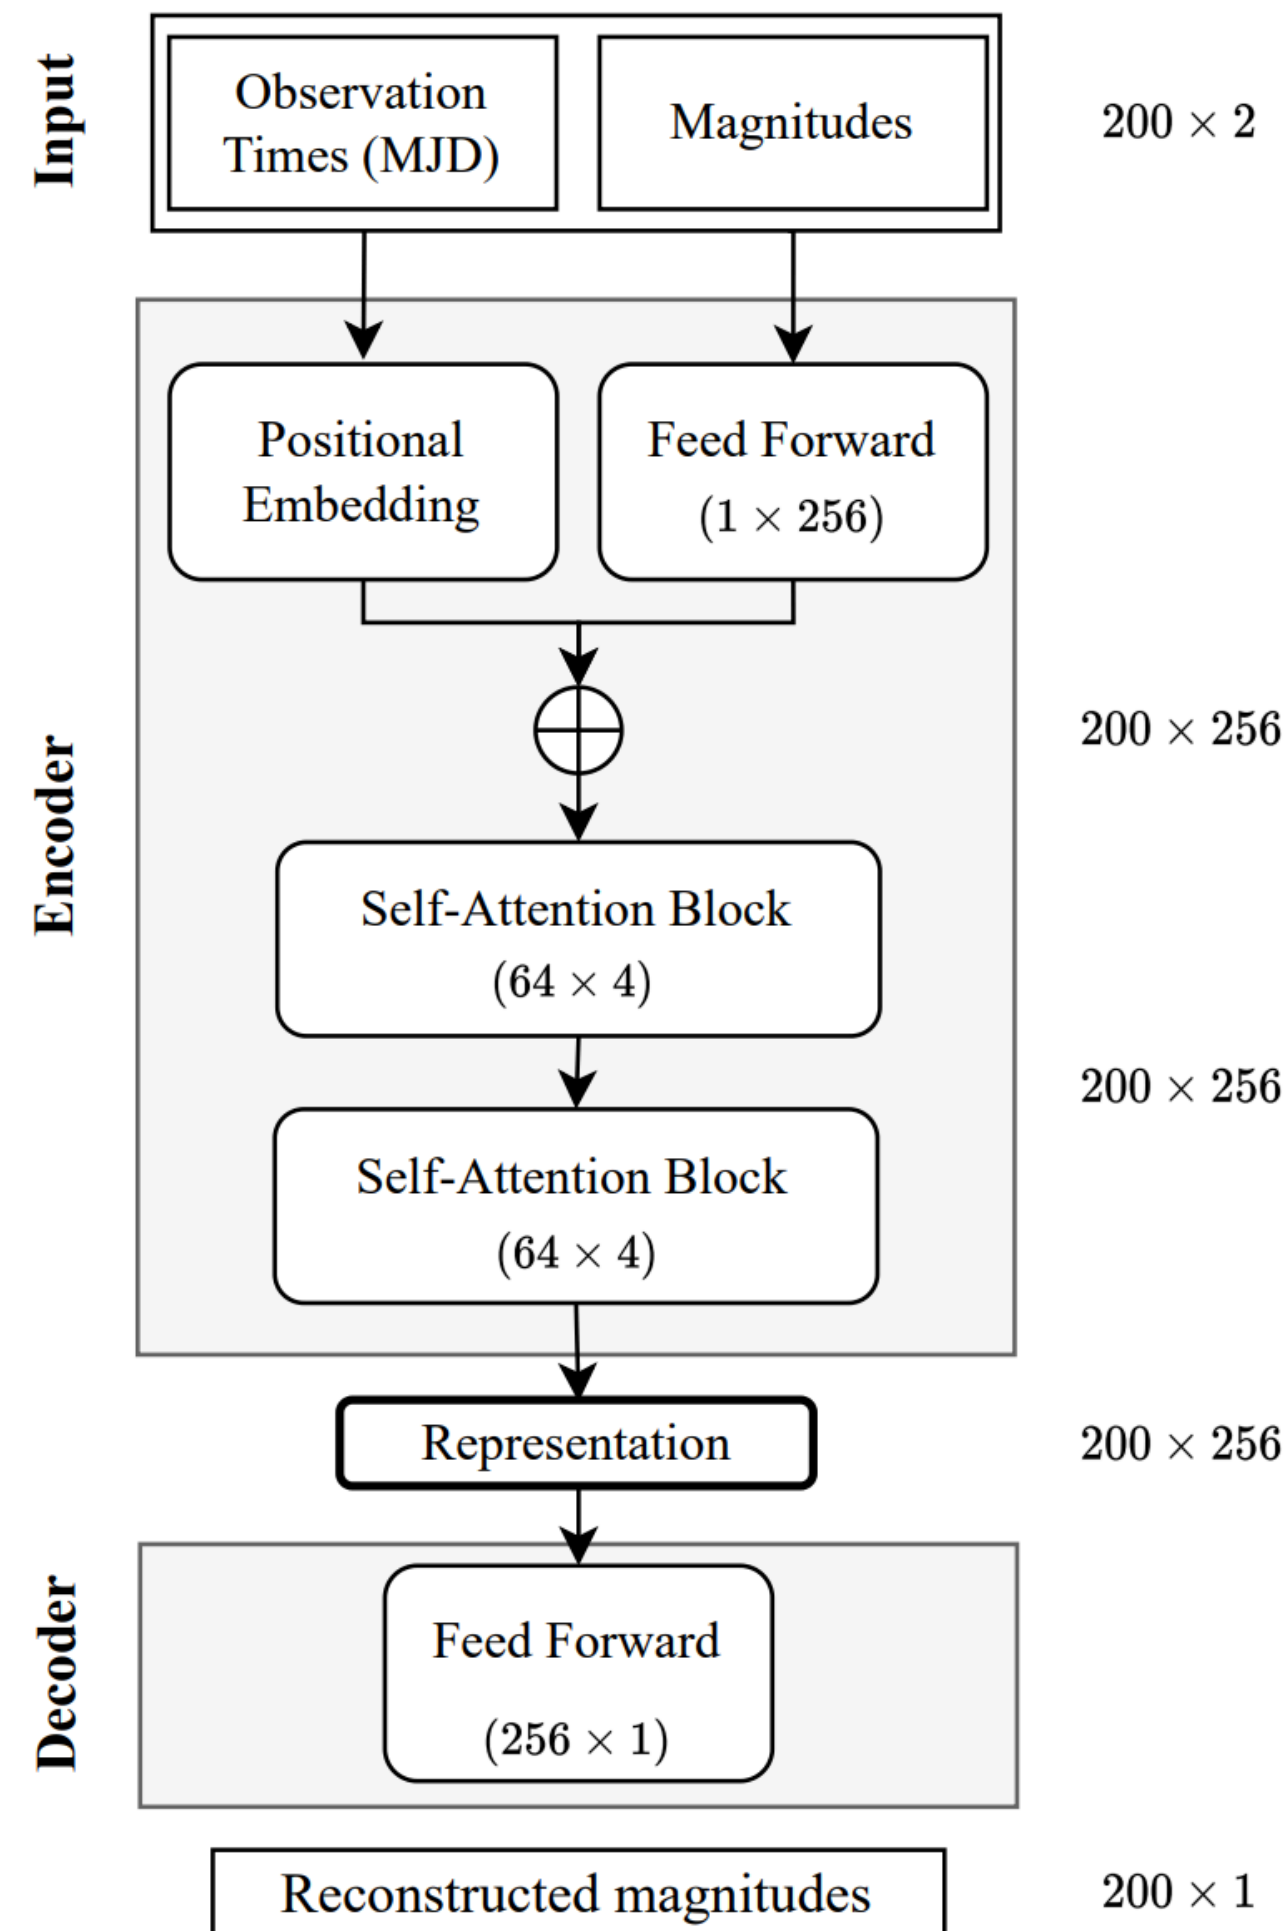 Input
Observation
Times (MJD)
Magnitudes
200 × 2
Encoder
Positional
Embedding
Feed Forward
(1 × 256)
200 × 256
Self-Attention Block
(64 × 4)
200 × 256
Self-Attention Block
(64 × 4)
Representation
200 × 256
Decoder
Feed Forward
(256 × 1)
Reconstructed magnitudes
200 × 1